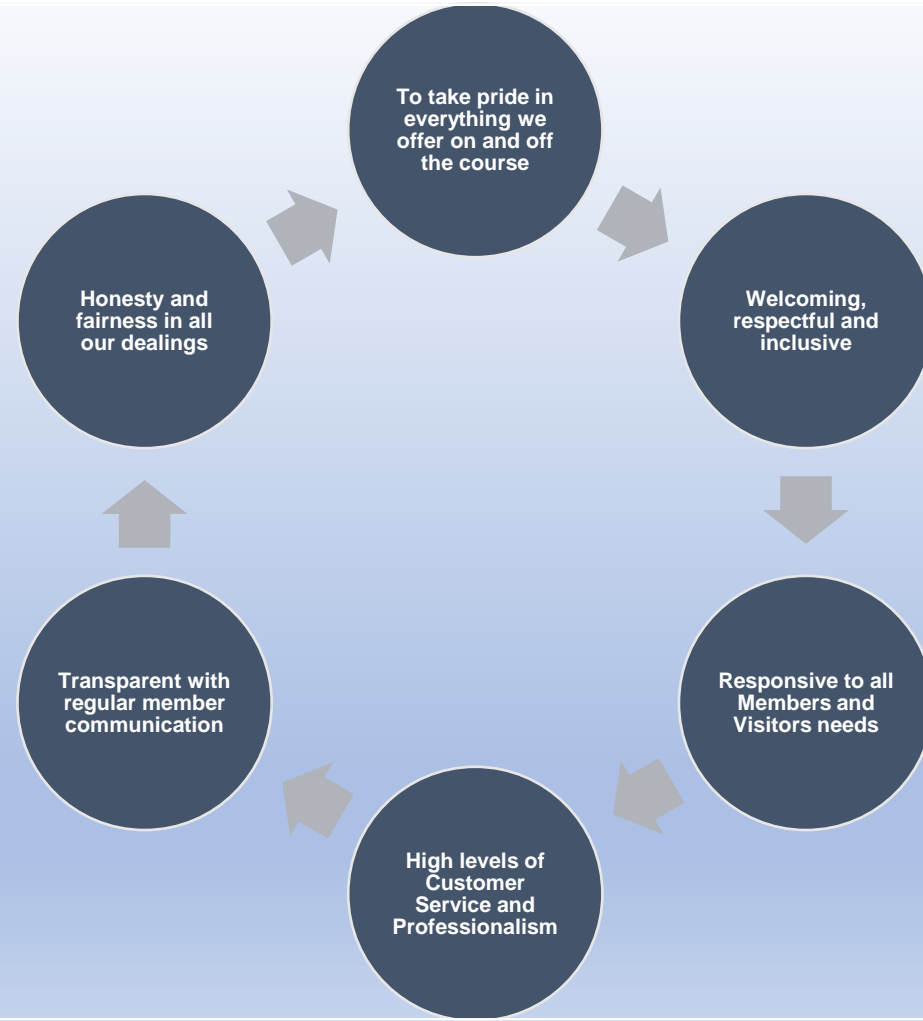 To take pride in
everything we
offer on and off
the course
Welcoming,
respectful and
inclusive
Responsive to all
Members and
Visitors needs
High levels of
Customer
Service and
Professionalism
Transparent with
regular member
communication
Honesty and
fairness in all
our dealings